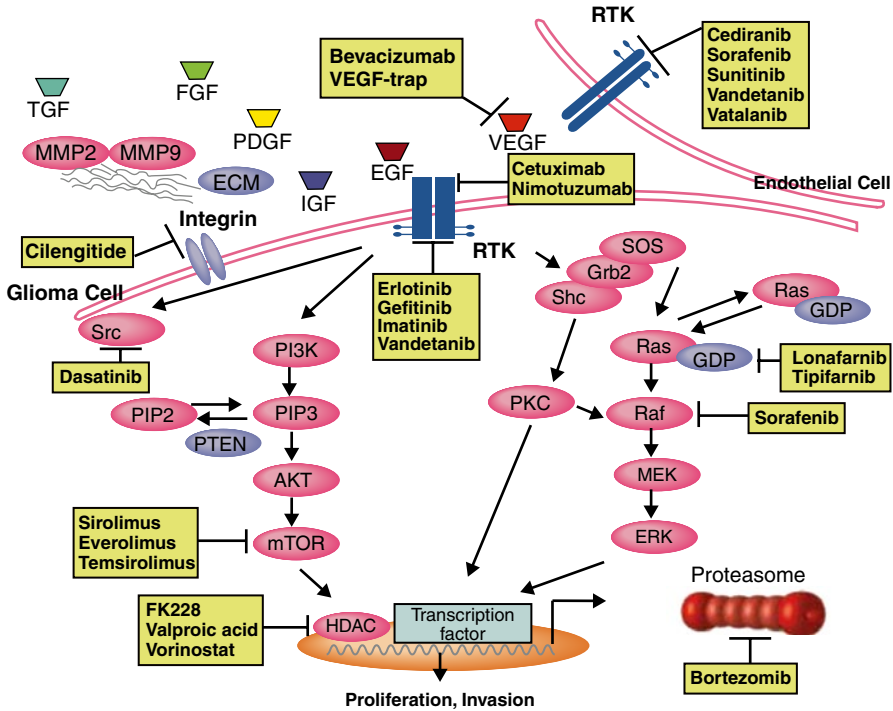 RTK
Cediranib
Sorafenib
Sunitinib
Vandetanib
Vatalanib
Bevacizumab
VEGF-trap
TGF
FGF
PDGF
VEGF
MMP2
MMP9
ECM
IGF
EGF
Cetuximab
Nimotuzumab
Endothelial Cell
Integrin
Cilengitide
RTK
Glioma Cell
Erlotinib
Gefitinib
Imatinib
Vandetanib
SOS
Grb2
Shc
Ras
GDP
Src
Dasatinib
PI3K
Ras
GDP
Lonafarnib
Tipifarnib
PIP2
PIP3
PTEN
PKC
Raf
Sorafenib
AKT
MEK
Sirolimus
Everolimus
Temsirolimus
mTOR
ERK
Proteasome
FK228
Valproic acid
Vorinostat
HDAC
Transcription
factor
Bortezomib
Proliferation, Invasion